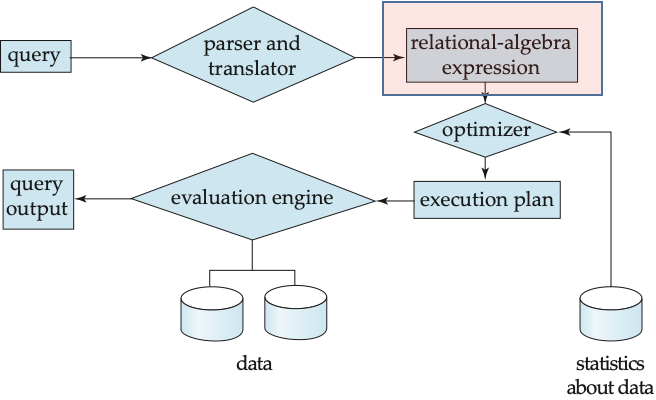 query
parser and
translator
relational-algebra
expression
optimizer
query
output
evaluation engine
execution plan
data
statistics
about data